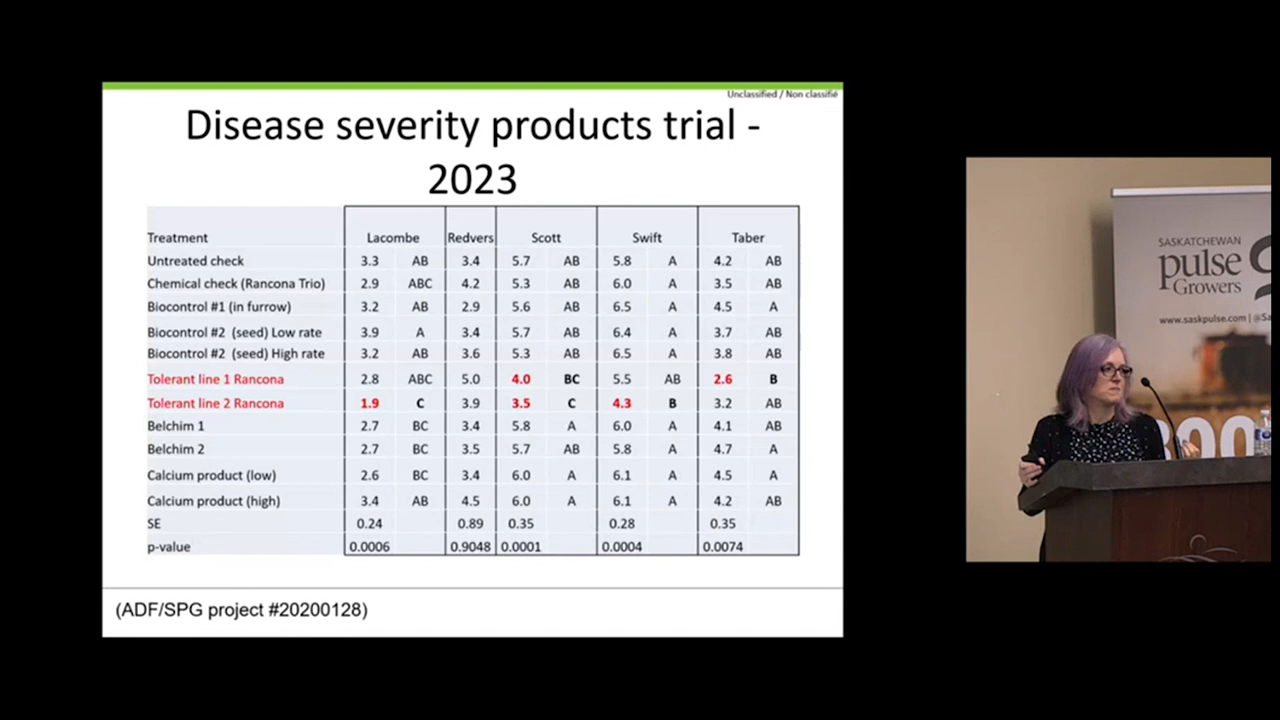 Unclassified / Non classifié
Disease severity products trial -
2023
Treatment Lacombe Redvers Scott Swift Taber
Untreated check 3.3 AB 3.4 5.7 AB 5.8 A 4.2 AB
Chemical check (Rancona Trio) 2.9 ABC 4.2 5.3 AB 6.0 A 3.5 AB
Biocontrol #1 (in furrow) 3.2 AB 2.9 5.6 AB 6.5 A 4.5 A
Biocontrol #2 (seed) Low rate 3.9 A 3.4 5.7 AB 6.4 A 3.7 AB
Biocontrol #2 (seed) High rate 3.2 AB 3.6 5.3 AB 6.5 A 3.8 AB
Tolerant line 1 Rancona 2.8 ABC 5.0 4.0 BC 5.5 AB 2.6 B
Tolerant line 2 Rancona 1.9 C 3.9 3.5 C 4.3 B 3.2 AB
Belchim 1 2.7 BC 3.4 5.8 A 6.0 A 4.1 AB
Belchim 2 2.7 BC 3.5 5.7 AB 5.8 A 4.7 A
Calcium product (low) 2.6 BC 3.4 6.0 A 6.1 A 4.5 A
Calcium product (high) 3.4 AB 4.5 6.0 A 6.1 A 4.2 AB
SE 0.24 0.89 0.35 0.28 0.35
p-value 0.0006 0.9048 0.0001 0.0004 0.0074
(ADF/SPG project #20200128)
SASKATCHEWAN
pulse
Growers
www.saskpulse.com